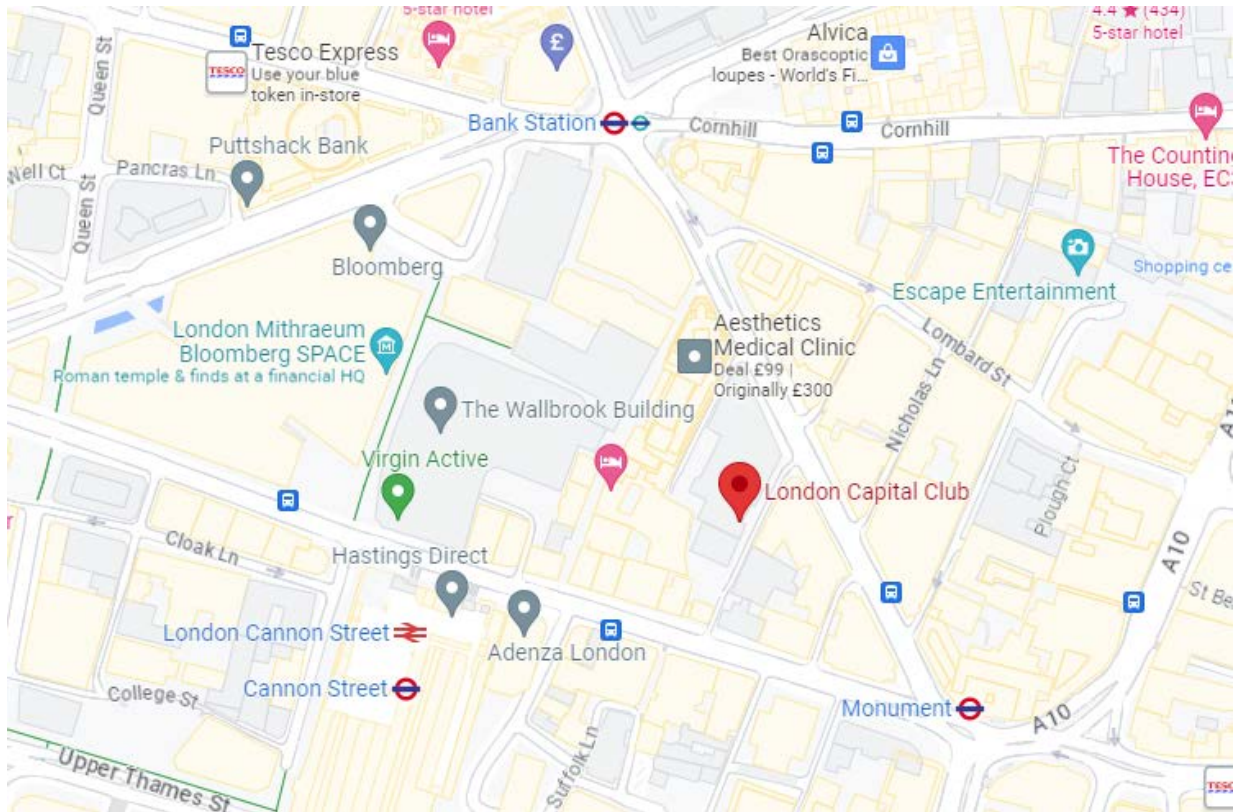 5-star hotel
4.4 ★ (434)
5-star hotel
Queen St
Tesco Express
Use your blue
token in-store
TESCO
£
Alvica
Best Orascoptic
loupes - World's Fi...
Bank Station
Cornhill
Cornhill
The Counting
House, EC3
Puttshack Bank
Well Ct
Pancras Ln
Queen St
Bloomberg
Escape Entertainment
Shopping ce
London Mithraeum
Bloomberg SPACE
Roman temple & finds at a financial HQ
M
Aesthetics
Medical Clinic
Deal £99 |
Originally £300
Lombard St
Nicholas Ln
The Wallbrook Building
Virgin Active
London Capital Club
Plough Ct
A10
Cloak Ln
Hastings Direct
A10
St Be
London Cannon Street
Adenza London
College St
Cannon Street
Monument
A10
Suffolk Ln
Upper Thames St
TESC